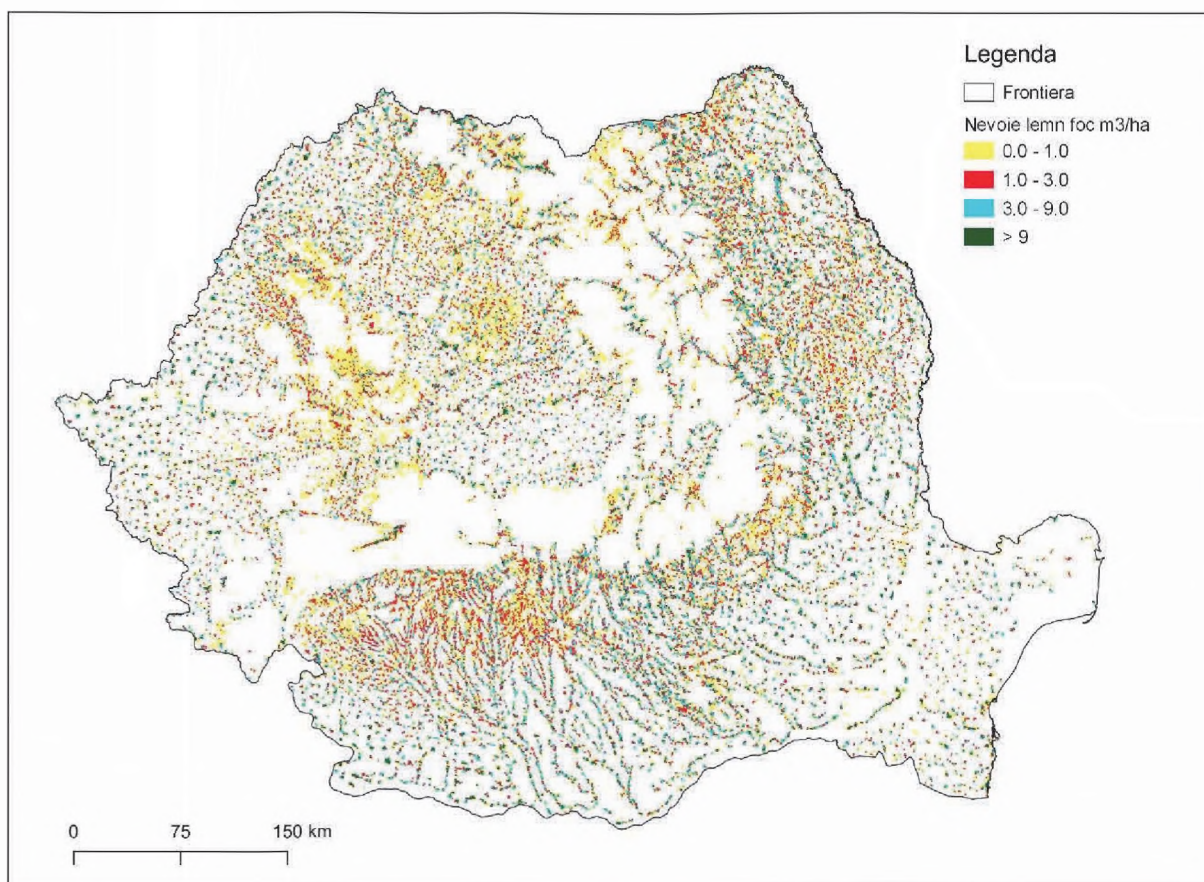 Legenda
Frontiera
Nevoie lemn foc m3/ha
0.0 - 1.0
1.0 - 3.0
3.0 - 9.0
> 9
0 75 150 km